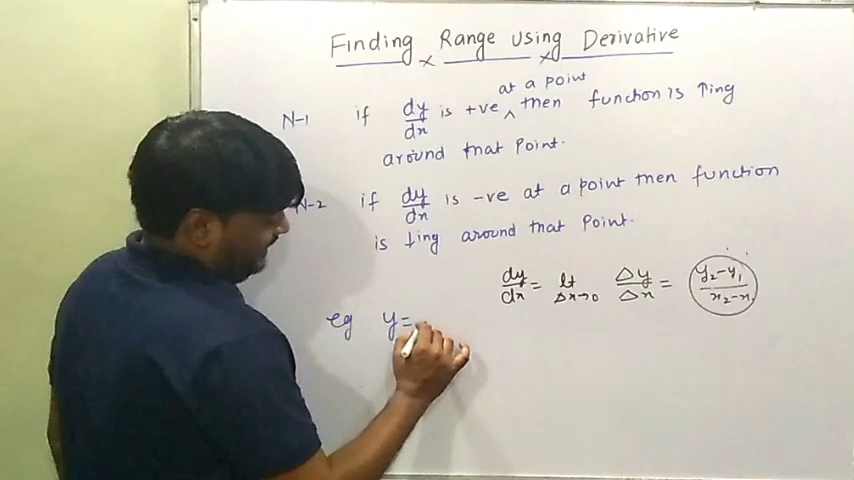 Finding Range Using Derivative
at a point
N-1 if dy/dx is +ve ^ then function is ↑ing
around that Point.
N-2 if dy/dx is -ve at a point then function
is ↓ing around that Point.
dy/dx = lt Δx→0 Δy/Δx = y₂-y₁/x₂-x₁
eg y=